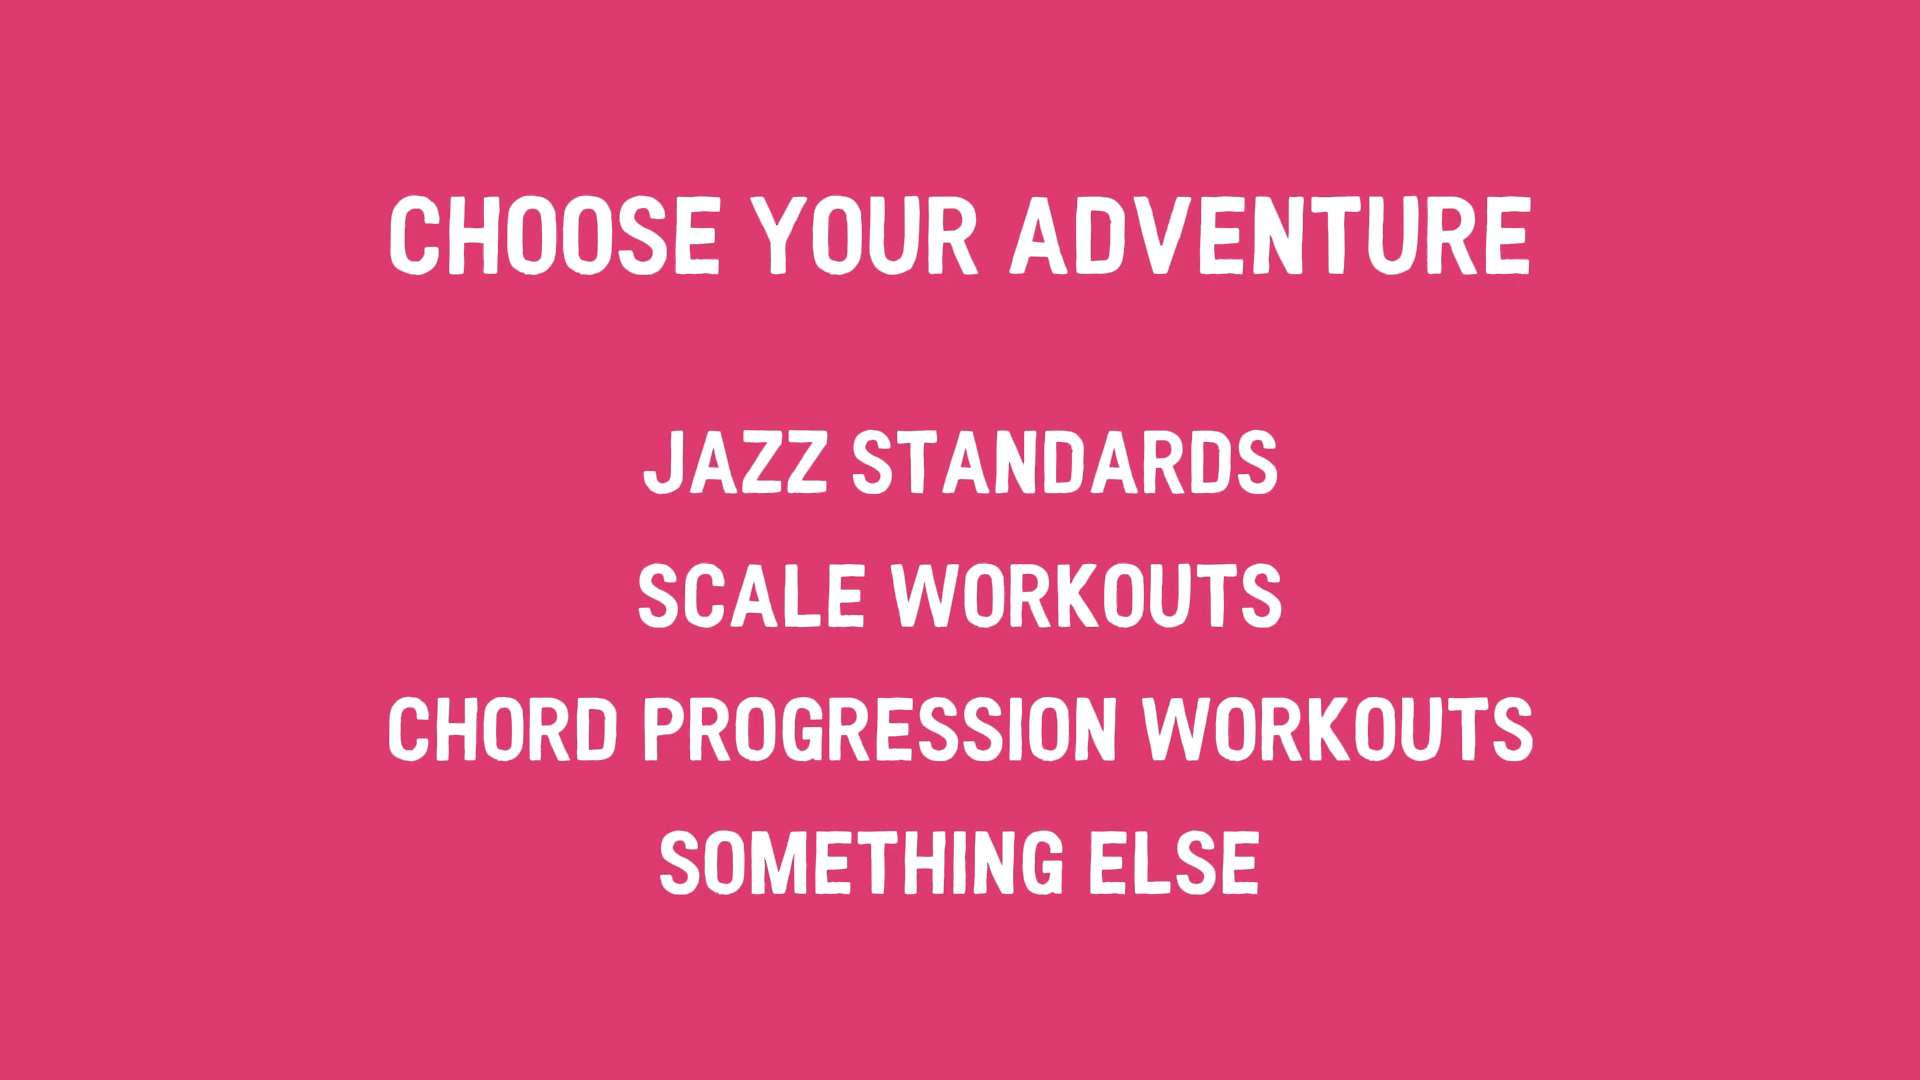 CHOOSE YOUR ADVENTURE
JAZZ STANDARDS
SCALE WORKOUTS
CHORD PROGRESSION WORKOUTS
SOMETHING ELSE